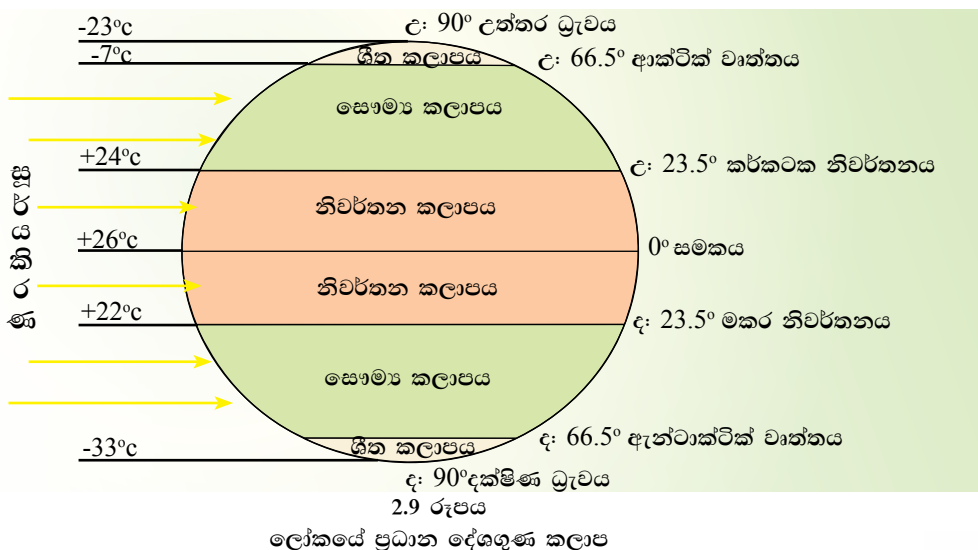 -23°c
උ: 90° උත්තර ධ්‍රැවය
-7°c
ශීත කලාපය
උ: 66.5° ආක්ටික් වෘත්තය
සෞම්‍ය කලාපය
+24°c
උ: 23.5° කර්කටක නිවර්තනය
නිවර්තන කලාපය
සූර්ය කිරණ
+26°c
0° සමකය
නිවර්තන කලාපය
+22°c
ද: 23.5° මකර නිවර්තනය
සෞම්‍ය කලාපය
ද: 66.5° ඇන්ටාක්ටික් වෘත්තය
ශීත කලාපය
-33°c
ද: 90°දක්ෂිණ ධ්‍රැවය
2.9 රූපය
ලෝකයේ ප්‍රධාන දේශගුණ කලාප